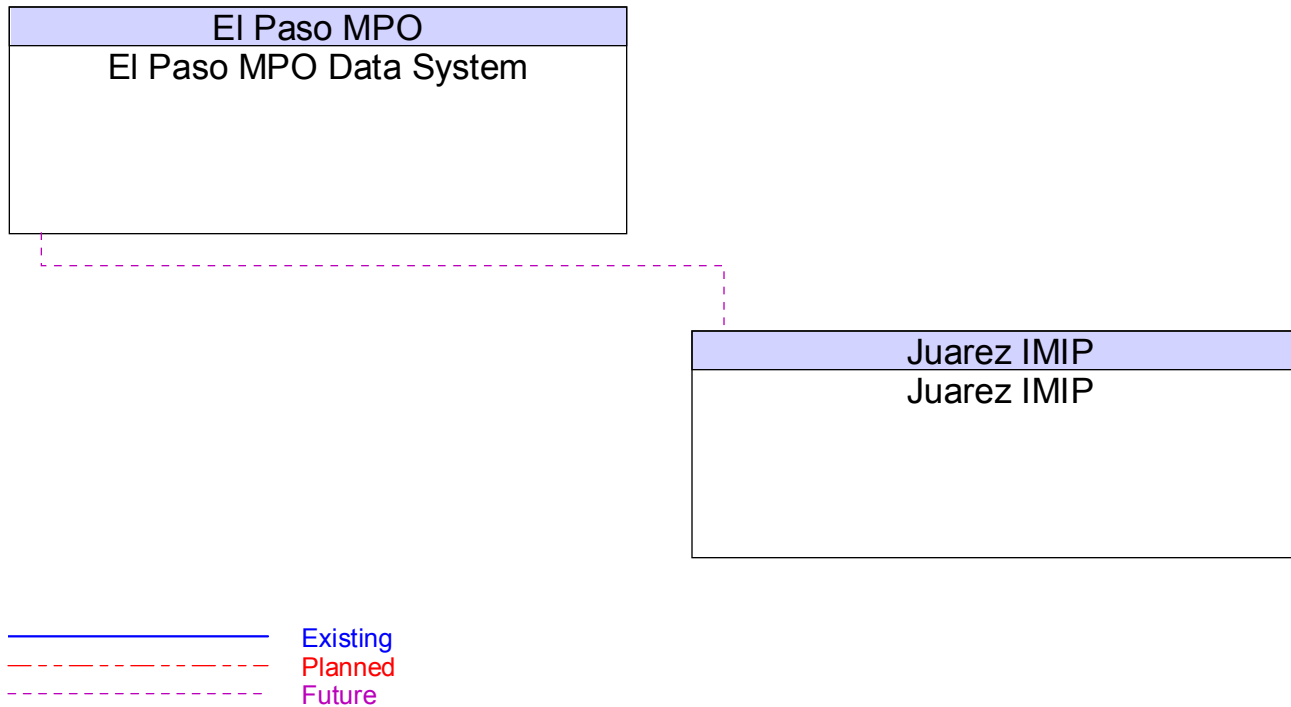 El Paso MPO
El Paso MPO Data System
Juarez IMIP
Juarez IMIP
Existing
Planned
Future